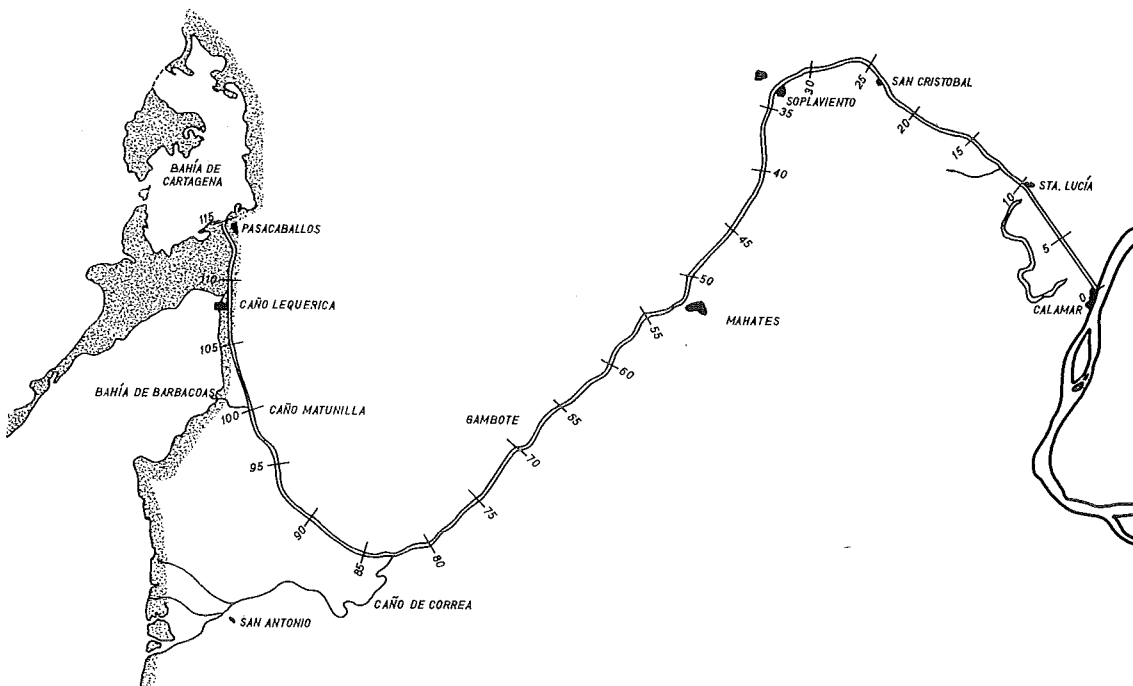 BAHÍA DE
CARTAGENA
115
PASACABALLOS
110
CAÑO LEQUERICA
105
BAHÍA DE BARBACOAS
100
CAÑO MATUNILLA
95
90
85
80
CAÑO DE CORREA
SAN ANTONIO
75
70
GAMBOTE
65
60
55
MAHATES
50
45
40
35
SOPLAVIENTO
30
25
SAN CRISTOBAL
20
15
10
STA. LUCÍA
5
0
CALAMAR